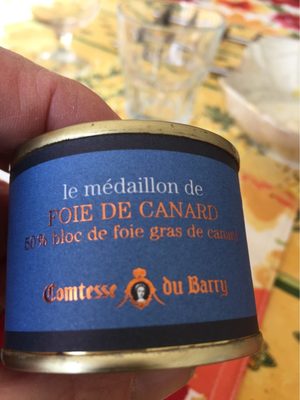 le médaillon de
FOIE DE CANARD
50% bloc de foie gras de canard
Comtesse du Barry